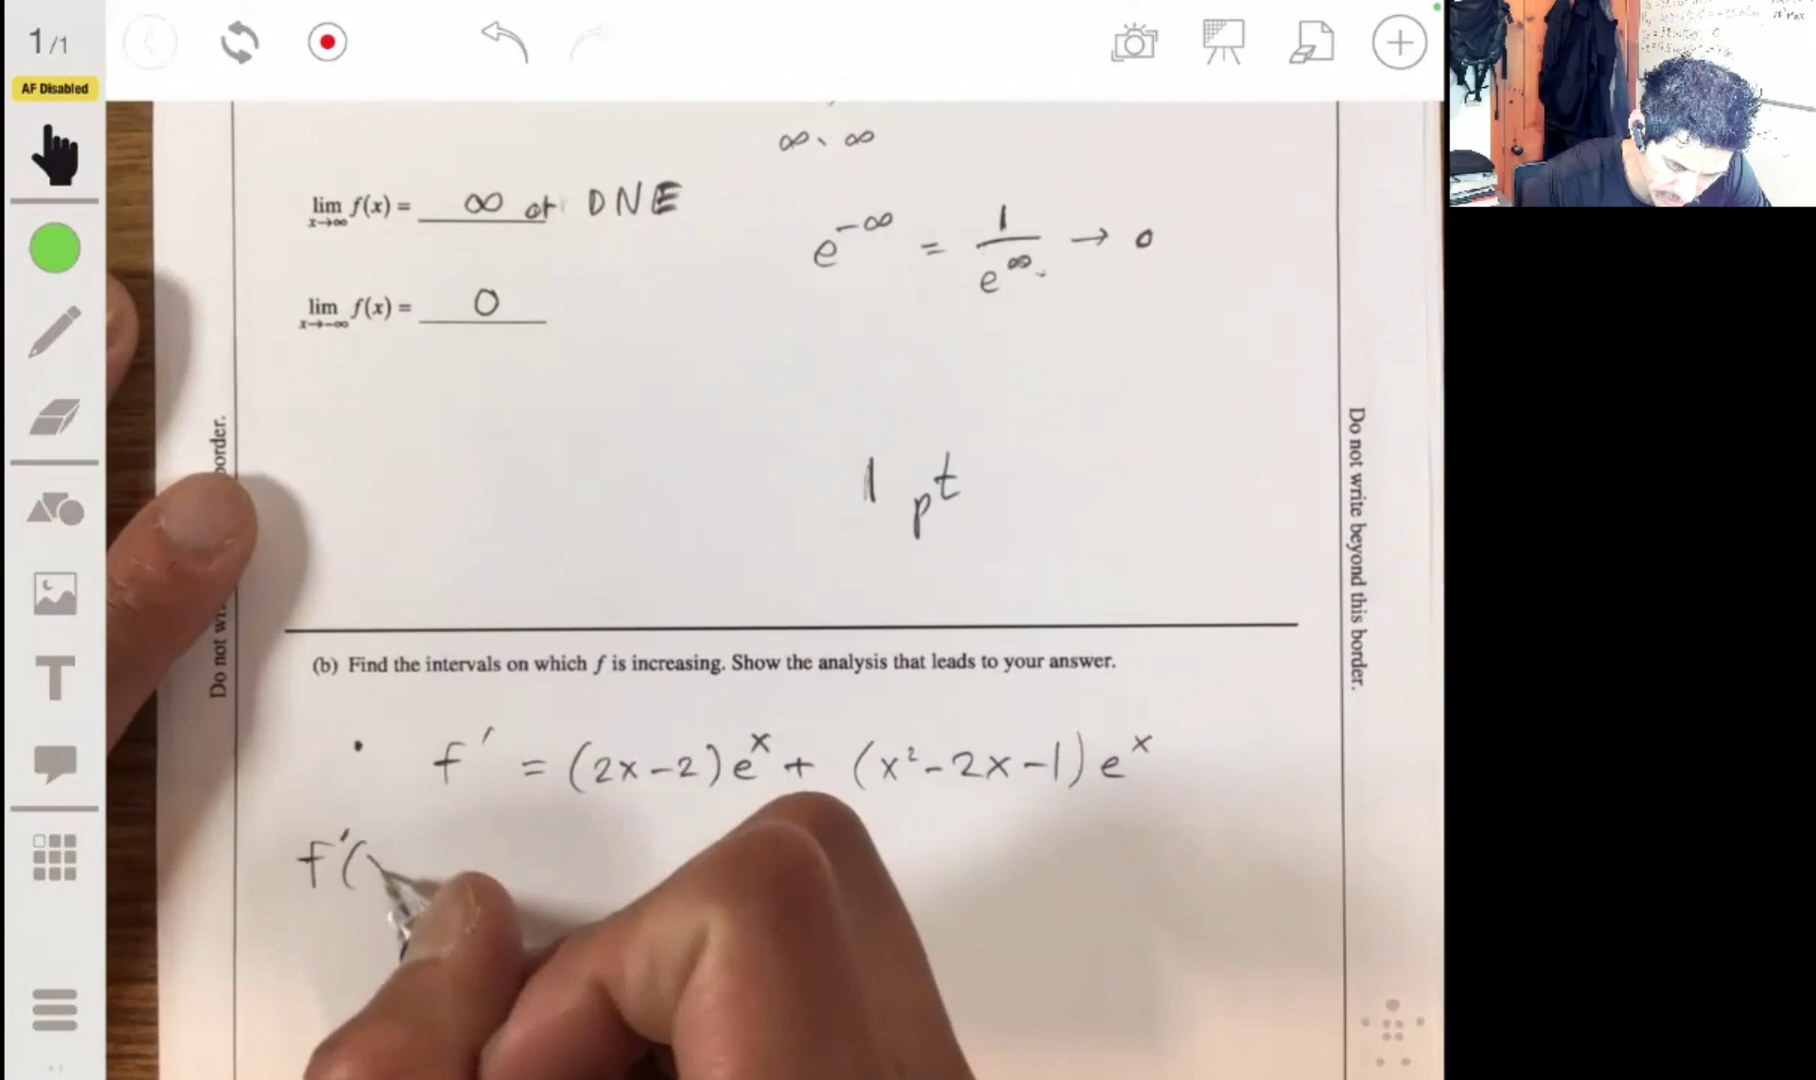 1/1
AF Disabled
T
∞ · ∞
lim x→∞ f(x) = ∞ or DNE
e^-∞ = 1/e^∞ → 0
lim x→-∞ f(x) = 0
1 pt
Do not write beyond this border.
(b) Find the intervals on which f is increasing. Show the analysis that leads to your answer.
f' = (2x-2)e^x + (x²-2x-1)e^x
f'(x